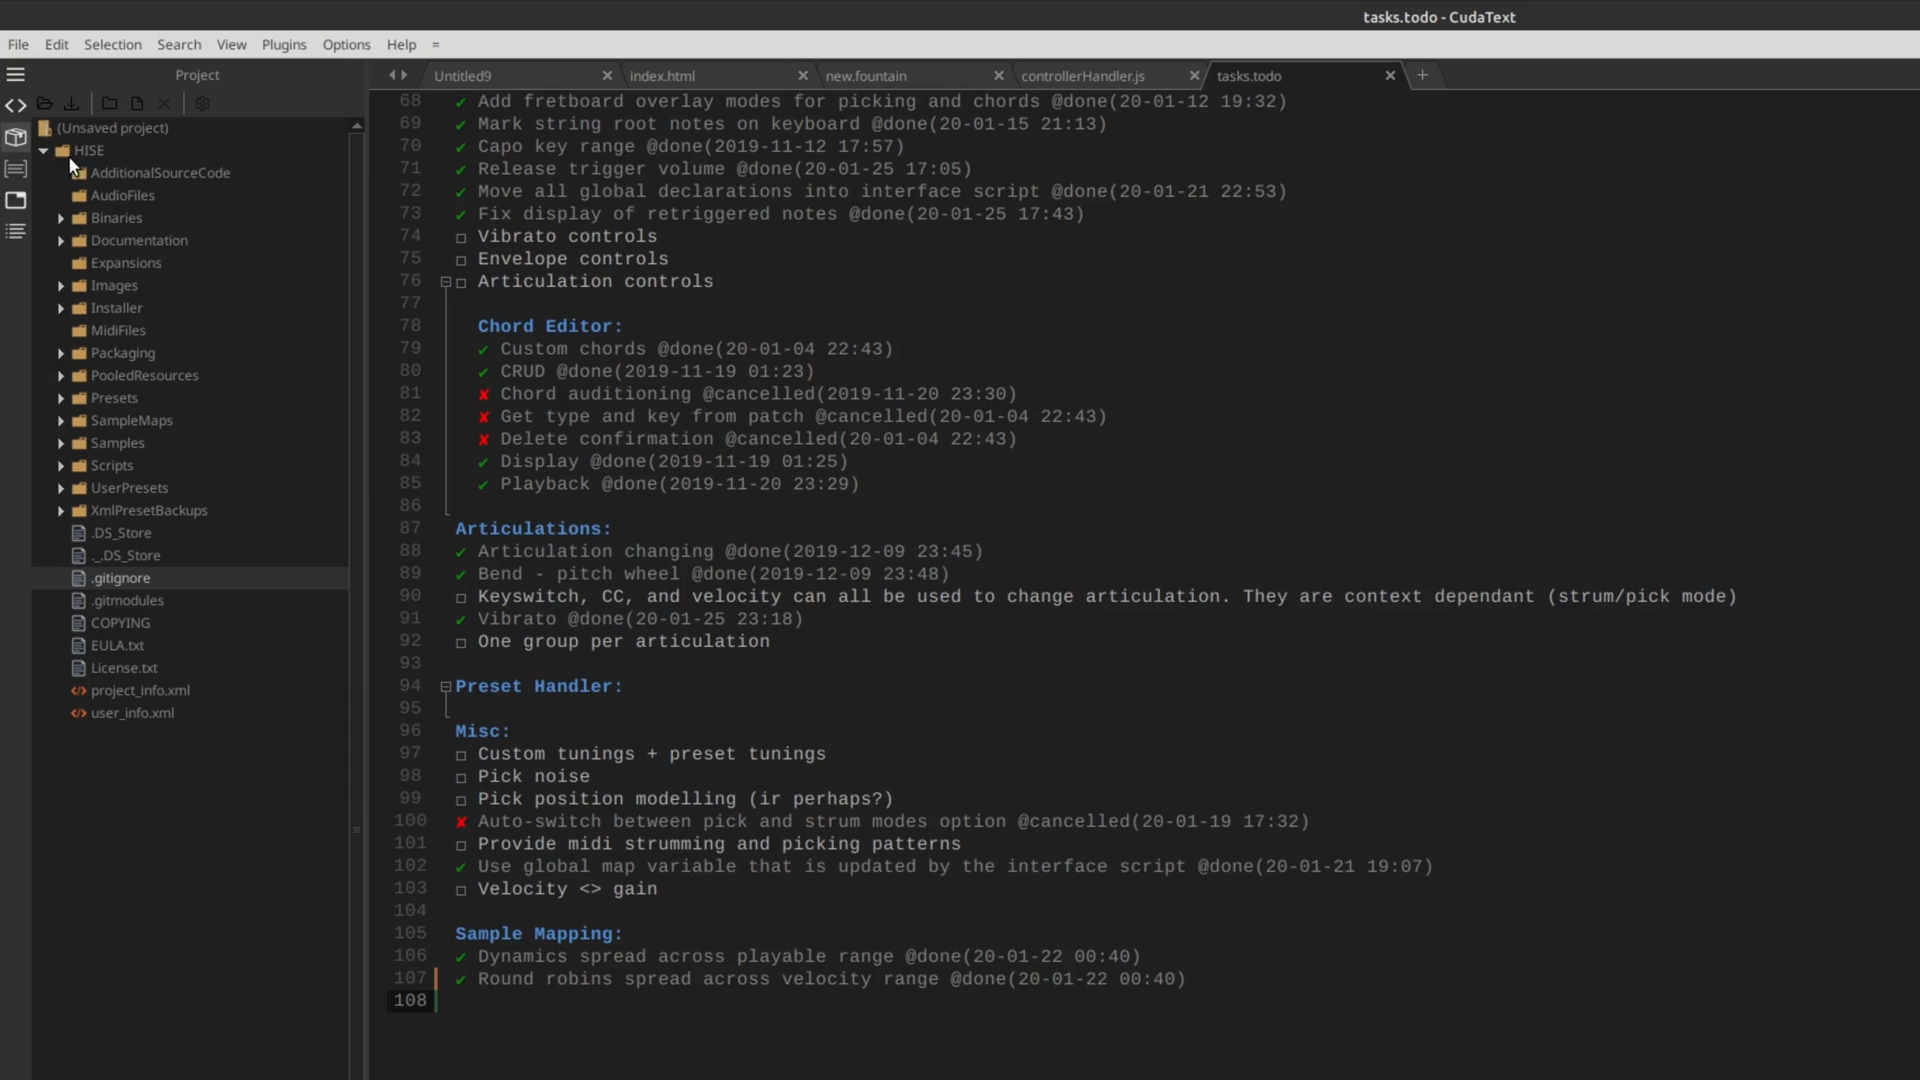 tasks.todo - CudaText
File Edit Selection Search View Plugins Options Help =
Project
Untitled9 index.html new.fountain controllerHandler.js tasks.todo
(Unsaved project)
HISE
AdditionalSourceCode
AudioFiles
Binaries
Documentation
Expansions
Images
Installer
MidiFiles
Packaging
PooledResources
Presets
SampleMaps
Samples
Scripts
UserPresets
XmlPresetBackups
.DS_Store
._.DS_Store
.gitignore
.gitmodules
COPYING
EULA.txt
License.txt
project_info.xml
user_info.xml
68 ✔ Add fretboard overlay modes for picking and chords @done(20-01-12 19:32)
69 ✔ Mark string root notes on keyboard @done(20-01-15 21:13)
70 ✔ Capo key range @done(2019-11-12 17:57)
71 ✔ Release trigger volume @done(20-01-25 17:05)
72 ✔ Move all global declarations into interface script @done(20-01-21 22:53)
73 ✔ Fix display of retriggered notes @done(20-01-25 17:43)
74 ☐ Vibrato controls
75 ☐ Envelope controls
76 ☐ Articulation controls
77
78 Chord Editor:
79 ✔ Custom chords @done(20-01-04 22:43)
80 ✔ CRUD @done(2019-11-19 01:23)
81 ✘ Chord auditioning @cancelled(2019-11-20 23:30)
82 ✘ Get type and key from patch @cancelled(20-01-04 22:43)
83 ✘ Delete confirmation @cancelled(20-01-04 22:43)
84 ✔ Display @done(2019-11-19 01:25)
85 ✔ Playback @done(2019-11-20 23:29)
86
87 Articulations:
88 ✔ Articulation changing @done(2019-12-09 23:45)
89 ✔ Bend - pitch wheel @done(2019-12-09 23:48)
90 ☐ Keyswitch, CC, and velocity can all be used to change articulation. They are context dependant (strum/pick mode)
91 ✔ Vibrato @done(20-01-25 23:18)
92 ☐ One group per articulation
93
94 Preset Handler:
95
96 Misc:
97 ☐ Custom tunings + preset tunings
98 ☐ Pick noise
99 ☐ Pick position modelling (ir perhaps?)
100 ✘ Auto-switch between pick and strum modes option @cancelled(20-01-19 17:32)
101 ☐ Provide midi strumming and picking patterns
102 ✔ Use global map variable that is updated by the interface script @done(20-01-21 19:07)
103 ☐ Velocity <> gain
104
105 Sample Mapping:
106 ✔ Dynamics spread across playable range @done(20-01-22 00:40)
107 ✔ Round robins spread across velocity range @done(20-01-22 00:40)
108